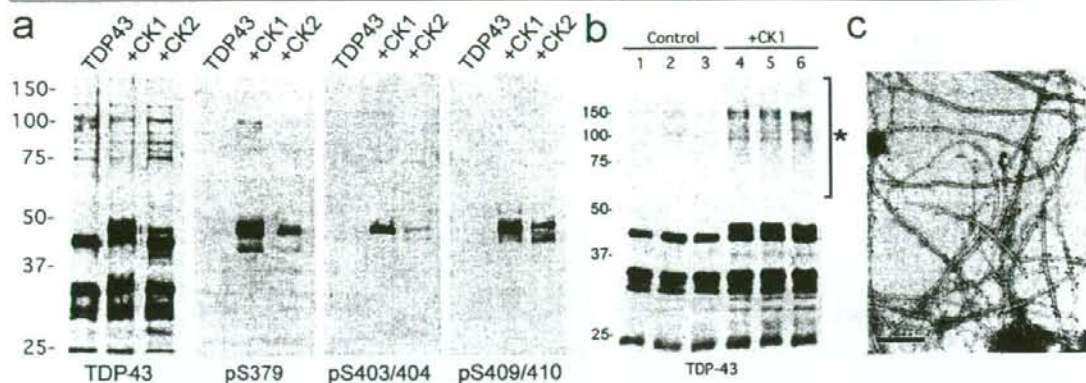 a
TDP43 +CK1 +CK2 TDP43 +CK1 +CK2 TDP43 +CK1 +CK2 TDP43 +CK1 +CK2
150-
100-
75-
50-
37-
25-
TDP43 pS379 pS403/404 pS409/410
b
Control +CK1
1 2 3 4 5 6
150-
100-
75-
50-
37-
25-
*
TDP-43
c